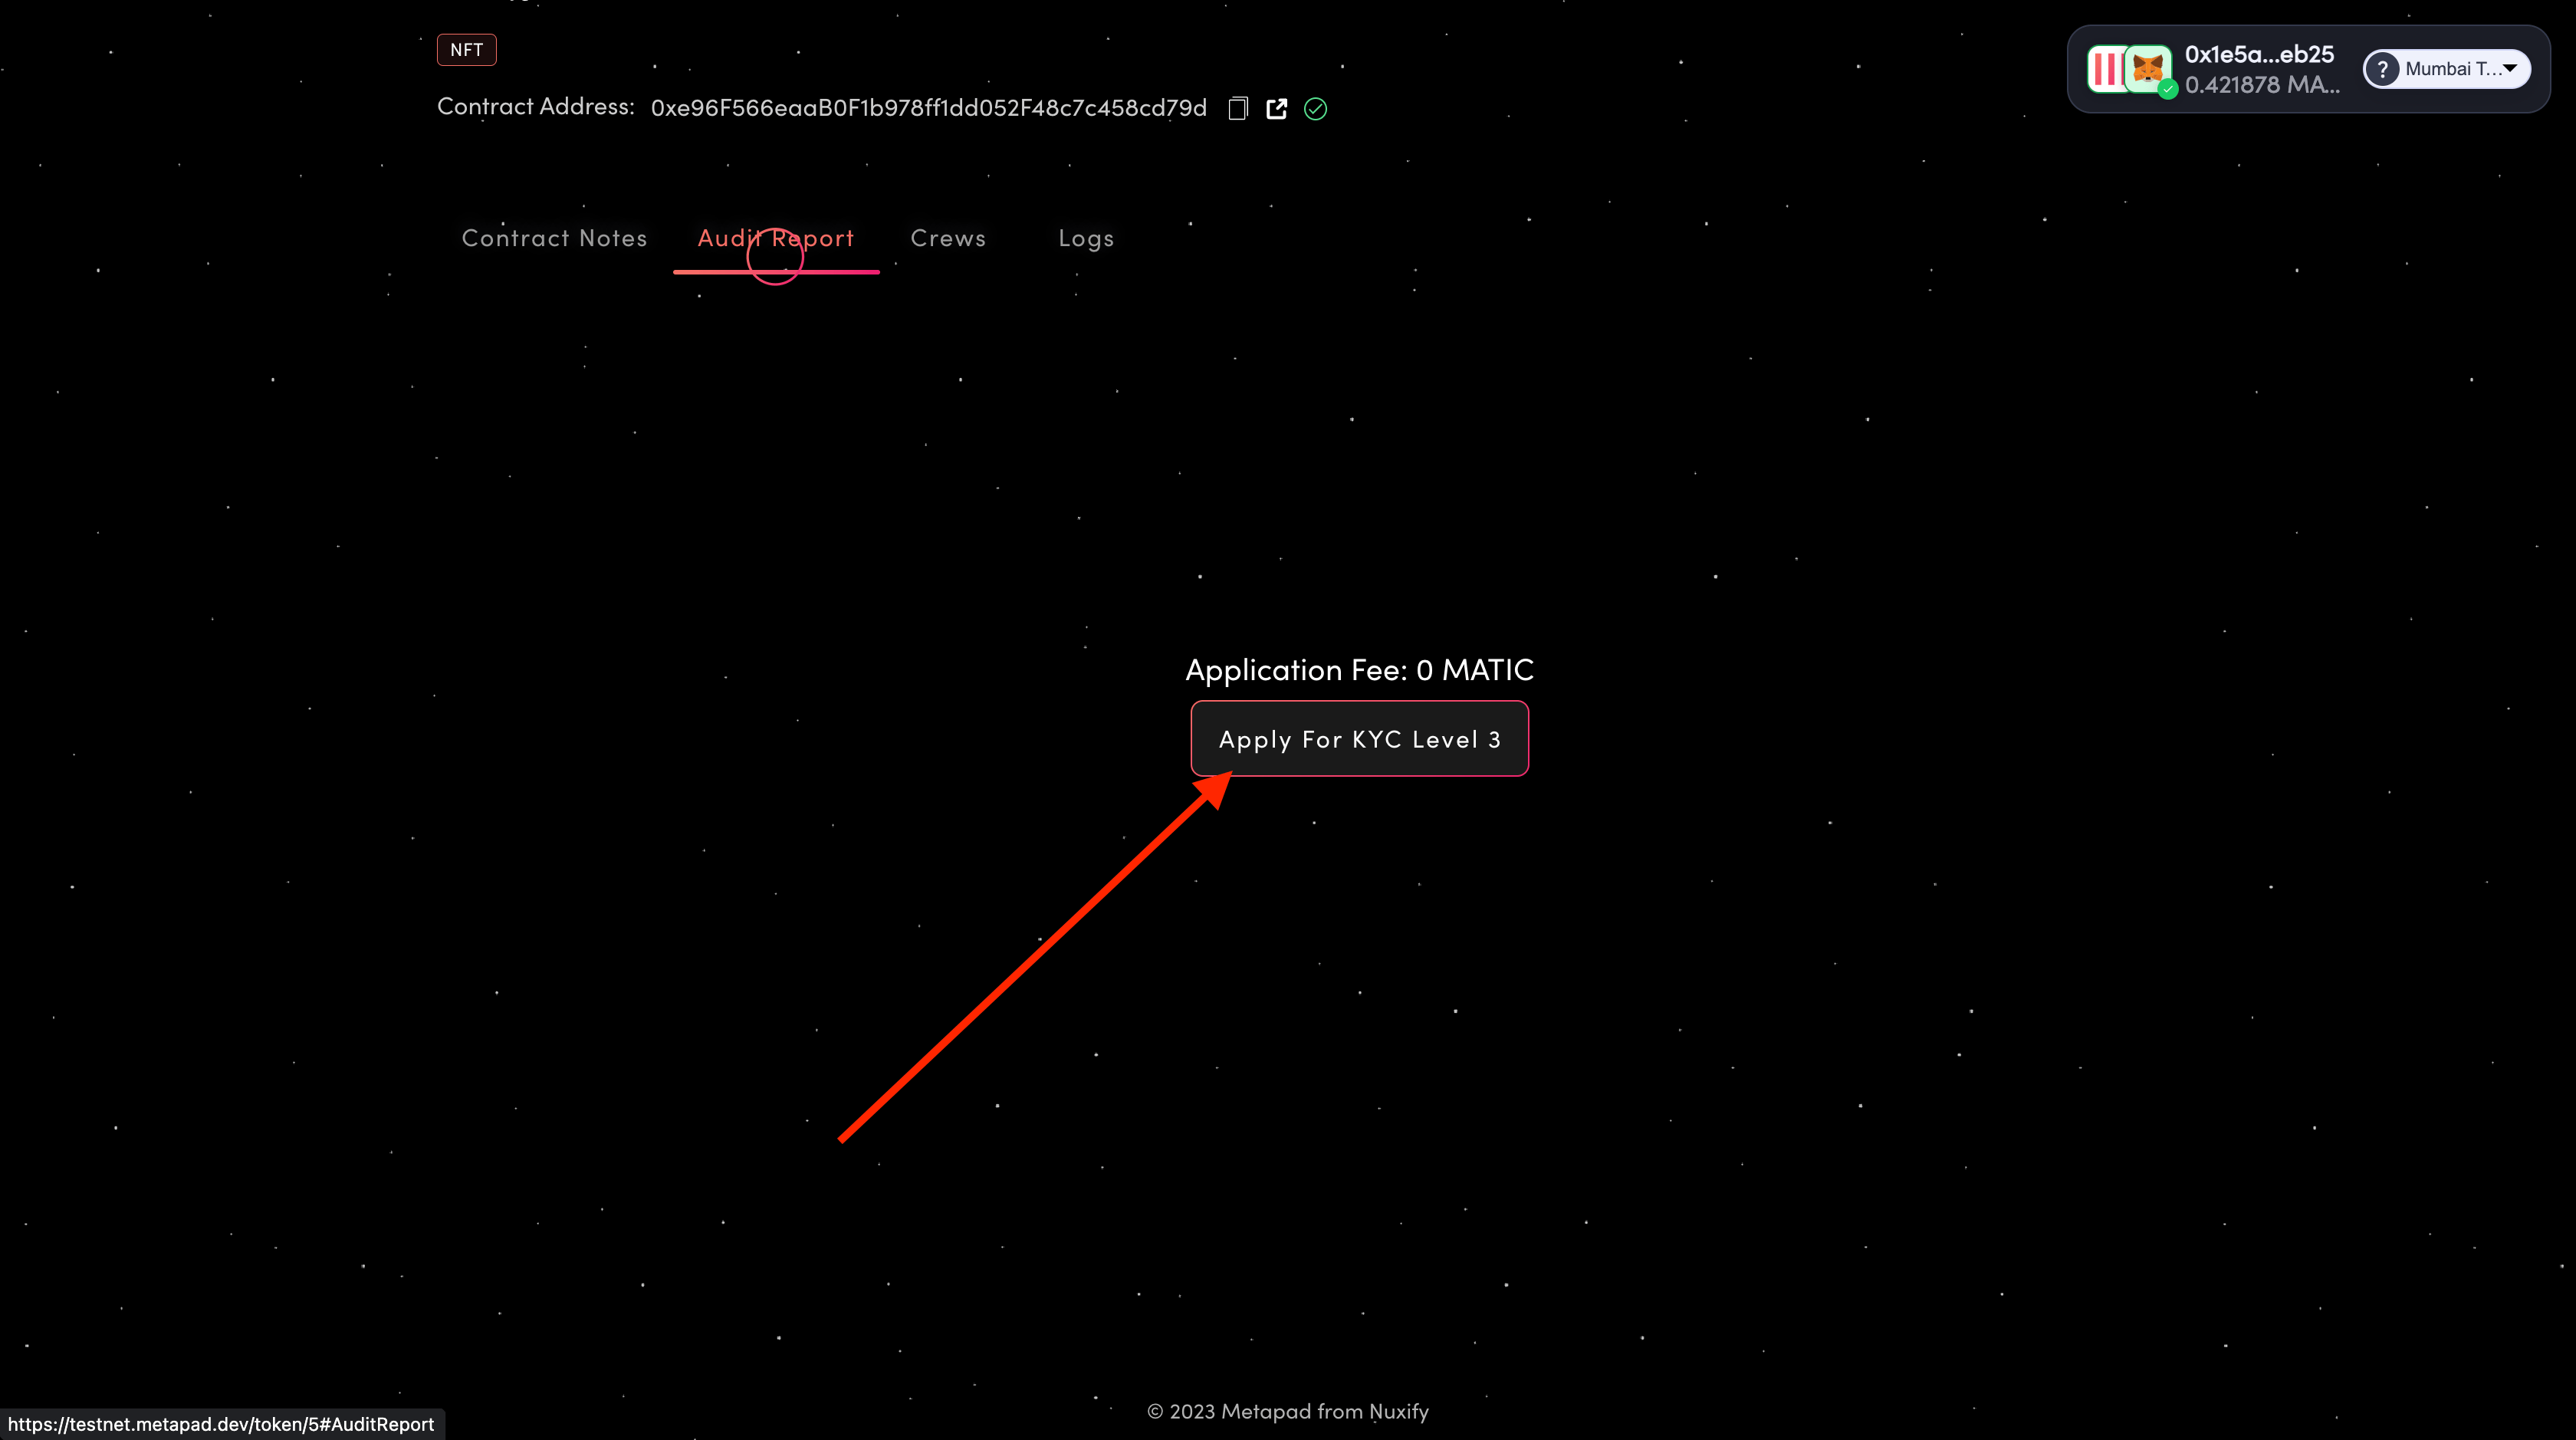 NFT
0x1e5a...eb25
0.421878 MA...
? Mumbai T...
Contract Address: 0xe96F566eaaB0F1b978ff1dd052F48c7c458cd79d
Contract Notes Audit Report Crews Logs
Application Fee: 0 MATIC
Apply For KYC Level 3
© 2023 Metapad from Nuxify
https://testnet.metapad.dev/token/5#AuditReport